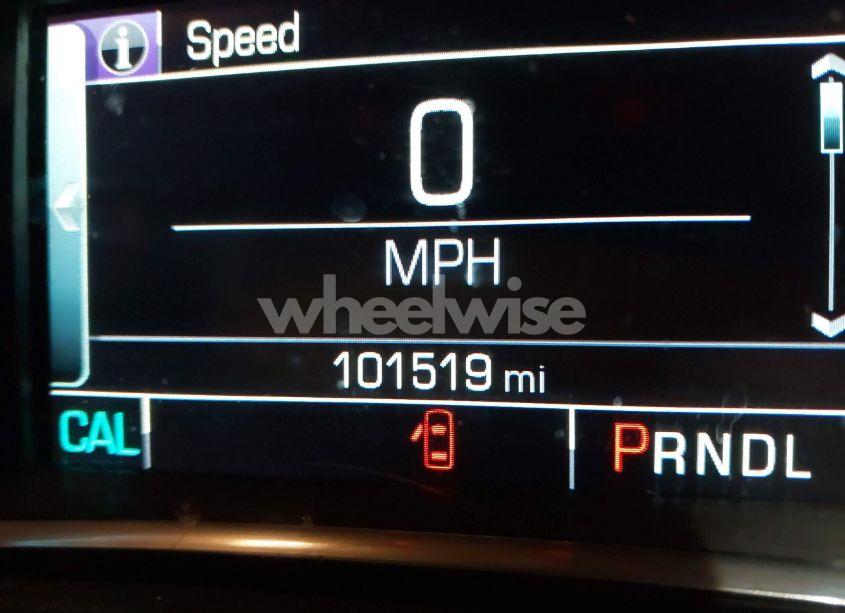 Speed
0
MPH
wheelwise
101519 mi
CAL
PRNDL